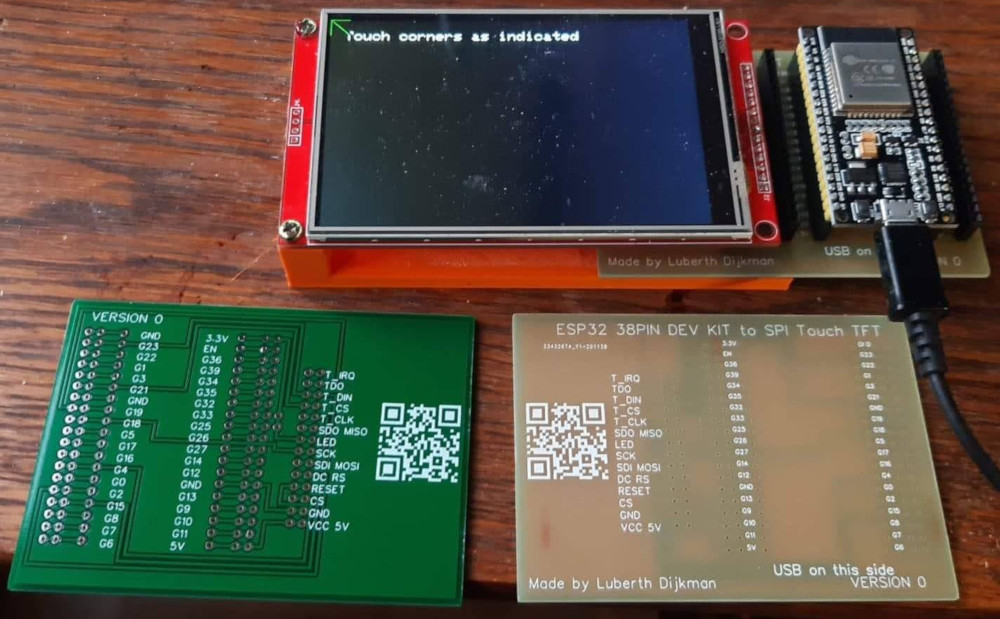 Touch corners as indicated
USB on
Made by Luberth Dijkman
N 0
VERSION 0
GND
G23
G22
G1
G3
G21
GND
G19
G18
G5
G17
G16
G4
G0
G2
G15
G8
G7
G6
3.3V
EN
G36
G39
G34
G35
G32
G33
G25
G26
G27
G14
G12
GND
G13
G9
G10
G11
5V
T_IRQ
TDO
T_DIN
T_CS
T_CLK
SDO MISO
LED
SCK
SDI MOSI
DC RS
RESET
CS
GND
VCC 5V
ESP32 38PIN DEV KIT to SPI Touch TFT
T_IRQ
TDO
T_DIN
T_CS
T_CLK
SDO MISO
LED
SCK
SDI MOSI
DC RS
RESET
CS
GND
VCC 5V
3.3V
EN
G36
G39
G34
G35
G32
G33
G25
G26
G27
G14
G12
GND
G13
G9
G10
G11
5V
GND
G23
G22
G1
G3
G21
GND
G19
G18
G5
G17
G16
G4
G0
G2
G15
G8
G7
G6
USB on this side
Made by Luberth Dijkman
VERSION 0